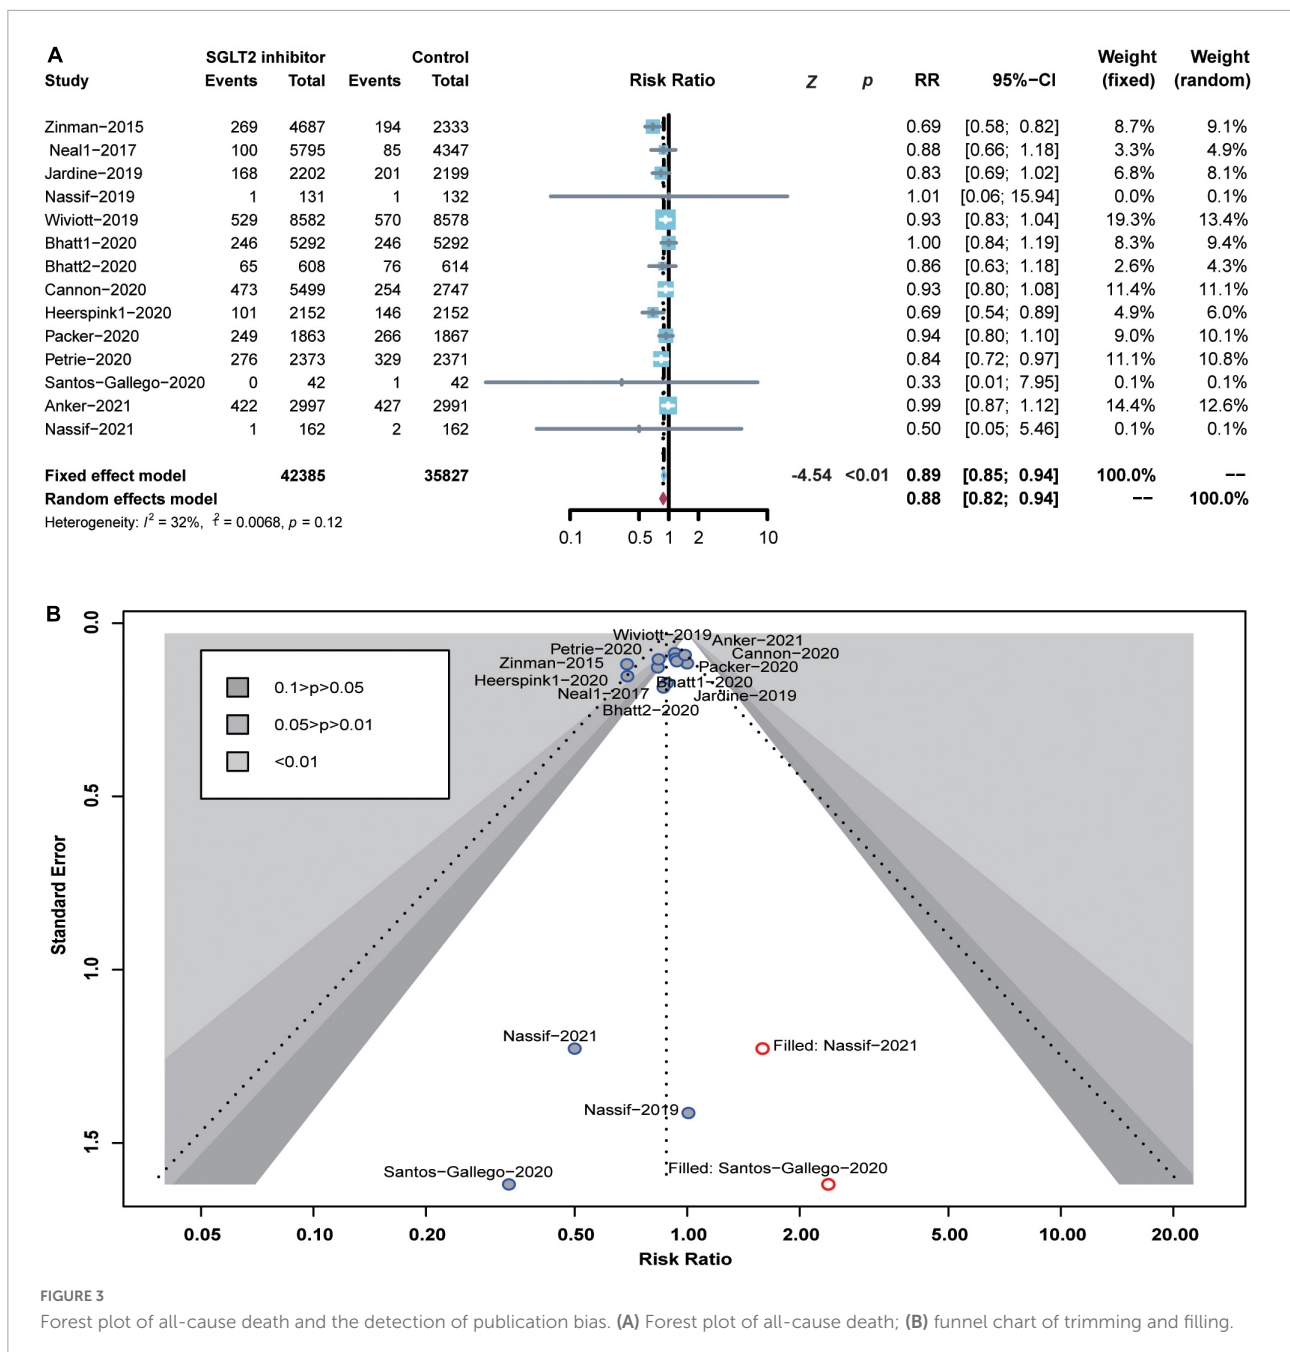 A
SGLT2 inhibitor Control Weight Weight
Study Events Total Events Total Risk Ratio Z p RR 95%−CI (fixed) (random)
Zinman−2015 269 4687 194 2333 0.69 [0.58; 0.82] 8.7% 9.1%
Neal1−2017 100 5795 85 4347 0.88 [0.66; 1.18] 3.3% 4.9%
Jardine−2019 168 2202 201 2199 0.83 [0.69; 1.02] 6.8% 8.1%
Nassif−2019 1 131 1 132 1.01 [0.06; 15.94] 0.0% 0.1%
Wiviott−2019 529 8582 570 8578 0.93 [0.83; 1.04] 19.3% 13.4%
Bhatt1−2020 246 5292 246 5292 1.00 [0.84; 1.19] 8.3% 9.4%
Bhatt2−2020 65 608 76 614 0.86 [0.63; 1.18] 2.6% 4.3%
Cannon−2020 473 5499 254 2747 0.93 [0.80; 1.08] 11.4% 11.1%
Heerspink1−2020 101 2152 146 2152 0.69 [0.54; 0.89] 4.9% 6.0%
Packer−2020 249 1863 266 1867 0.94 [0.80; 1.10] 9.0% 10.1%
Petrie−2020 276 2373 329 2371 0.84 [0.72; 0.97] 11.1% 10.8%
Santos−Gallego−2020 0 42 1 42 0.33 [0.01; 7.95] 0.1% 0.1%
Anker−2021 422 2997 427 2991 0.99 [0.87; 1.12] 14.4% 12.6%
Nassif−2021 1 162 2 162 0.50 [0.05; 5.46] 0.1% 0.1%
Fixed effect model 42385 35827 -4.54 <0.01 0.89 [0.85; 0.94] 100.0% −−
Random effects model 0.88 [0.82; 0.94] −− 100.0%
Heterogeneity: I² = 32%, τ² = 0.0068, p = 0.12
0.1 0.5 1 2 10
B
0.0
0.5
1.0
1.5
Standard Error
0.1>p>0.05
0.05>p>0.01
<0.01
Wiviott−2019
Anker−2021
Petrie−2020
Cannon−2020
Zinman−2015
Packer−2020
Heerspink1−2020
Bhatt1−2020
Neal1−2017
Jardine−2019
Bhatt2−2020
Nassif−2021
Filled: Nassif−2021
Nassif−2019
Santos−Gallego−2020
Filled: Santos−Gallego−2020
0.05 0.10 0.20 0.50 1.00 2.00 5.00 10.00 20.00
Risk Ratio
FIGURE 3
Forest plot of all-cause death and the detection of publication bias. (A) Forest plot of all-cause death; (B) funnel chart of trimming and filling.